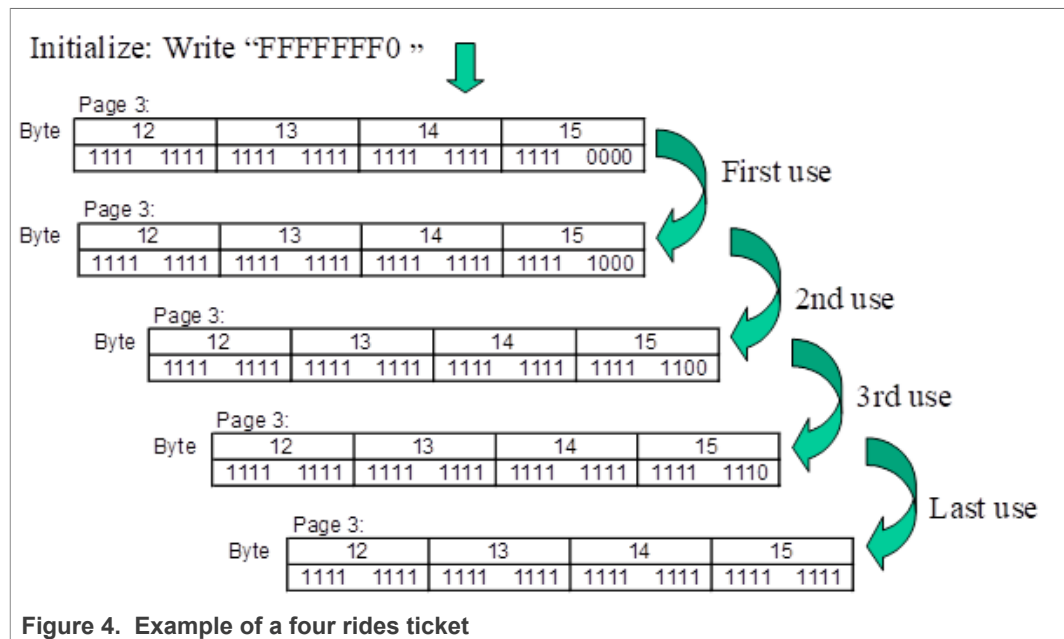 Initialize: Write “FFFFFFF0 ”
Page 3:
Byte 12 13 14 15
1111 1111 1111 1111 1111 1111 1111 0000
First use
Page 3:
Byte 12 13 14 15
1111 1111 1111 1111 1111 1111 1111 1000
2nd use
Page 3:
Byte 12 13 14 15
1111 1111 1111 1111 1111 1111 1111 1100
3rd use
Page 3:
Byte 12 13 14 15
1111 1111 1111 1111 1111 1111 1111 1110
Last use
Page 3:
Byte 12 13 14 15
1111 1111 1111 1111 1111 1111 1111 1111
Figure 4. Example of a four rides ticket